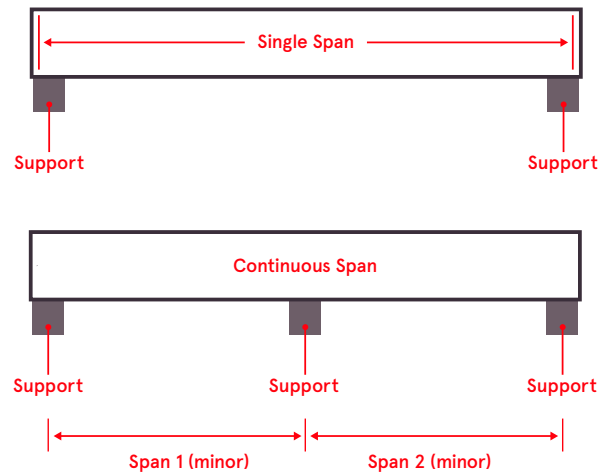 Single Span
Support
Support
Continuous Span
Support
Support
Support
Span 1 (minor)
Span 2 (minor)